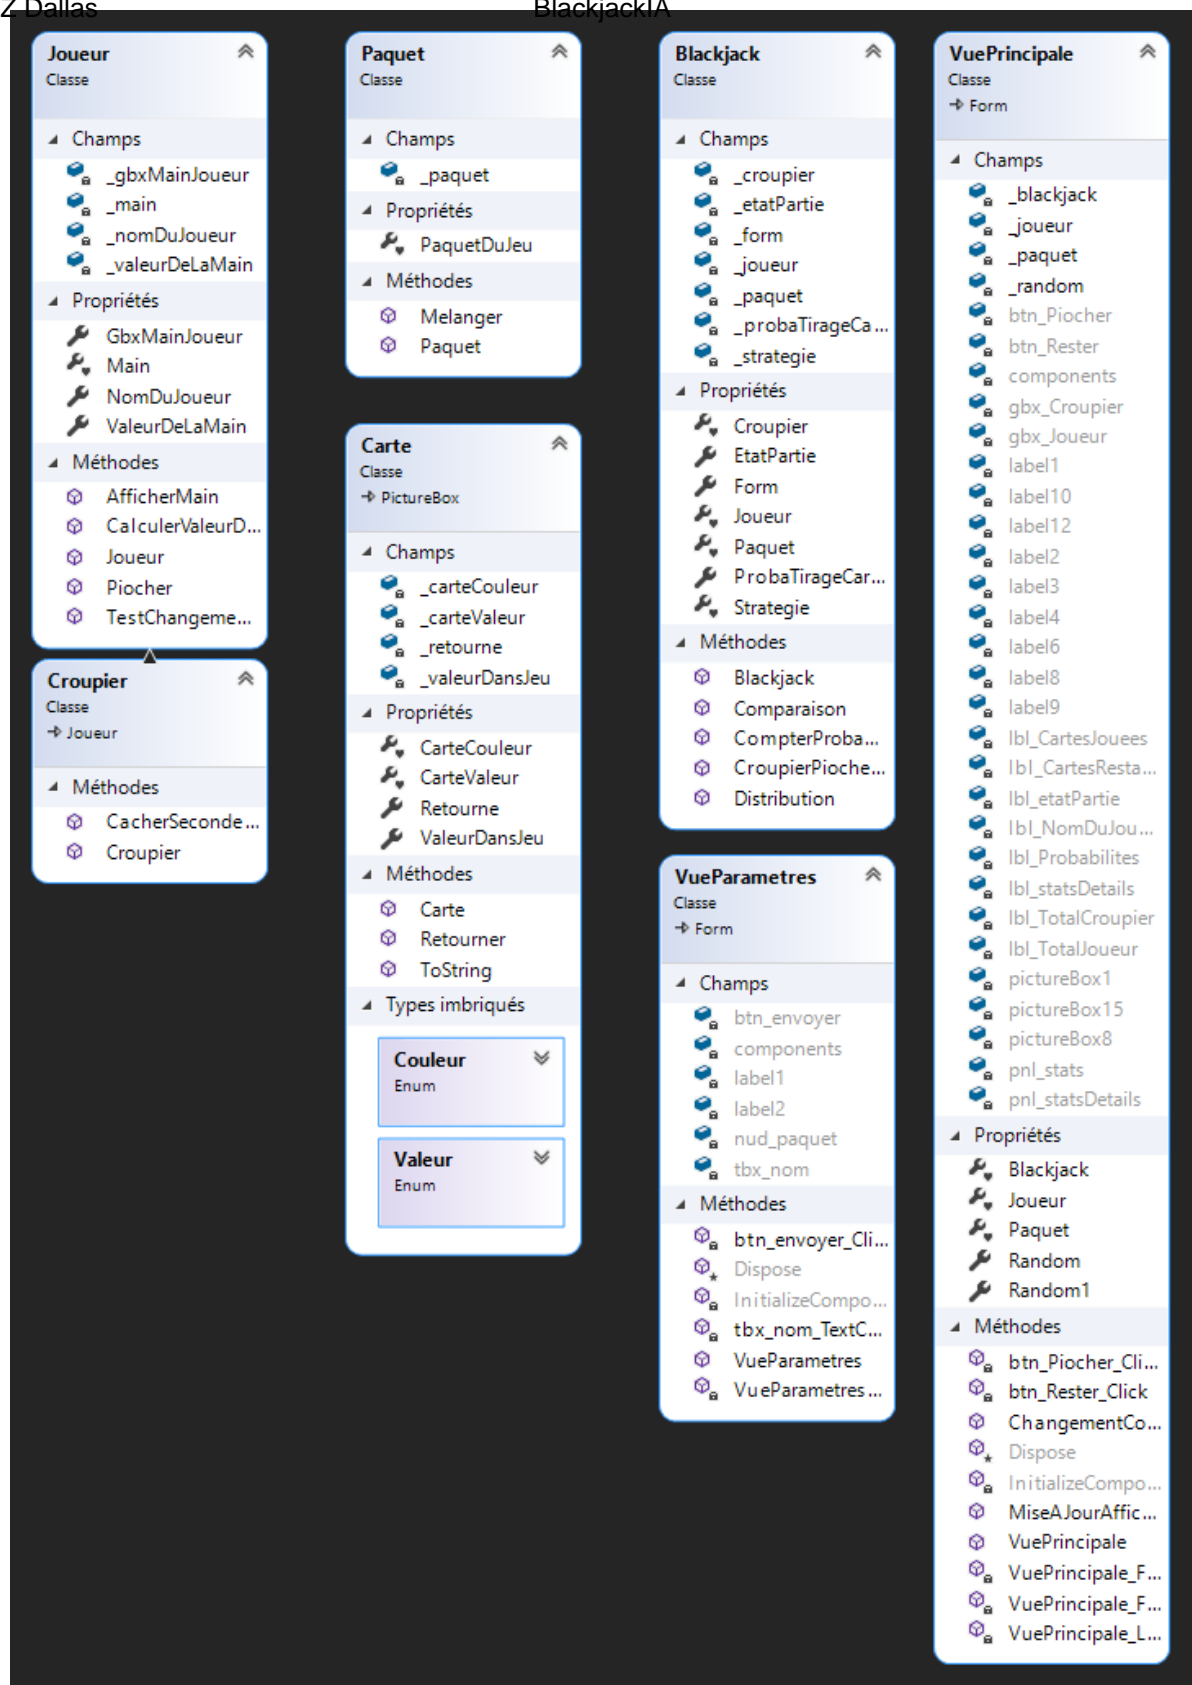 Z Dallas
BlackjackIA
Joueur
Classe
Champs
_gbxMainJoueur
_main
_nomDuJoueur
_valeurDeLaMain
Propriétés
GbxMainJoueur
Main
NomDuJoueur
ValeurDeLaMain
Méthodes
AfficherMain
CalculerValeurD...
Joueur
Piocher
TestChangeme...
Croupier
Classe
Joueur
Méthodes
CacherSeconde...
Croupier
Paquet
Classe
Champs
_paquet
Propriétés
PaquetDuJeu
Méthodes
Melanger
Paquet
Carte
Classe
PictureBox
Champs
_carteCouleur
_carteValeur
_retourne
_valeurDansJeu
Propriétés
CarteCouleur
CarteValeur
Retourne
ValeurDansJeu
Méthodes
Carte
Retourner
ToString
Types imbriqués
Couleur
Enum
Valeur
Enum
Blackjack
Classe
Champs
_croupier
_etatPartie
_form
_joueur
_paquet
_probaTirageCa...
_strategie
Propriétés
Croupier
EtatPartie
Form
Joueur
Paquet
ProbaTirageCar...
Strategie
Méthodes
Blackjack
Comparaison
CompterProba...
CroupierPioche...
Distribution
VueParametres
Classe
Form
Champs
btn_envoyer
components
label1
label2
nud_paquet
tbx_nom
Méthodes
btn_envoyer_Cli...
Dispose
InitializeCompo...
tbx_nom_TextC...
VueParametres
VueParametres...
VuePrincipale
Classe
Form
Champs
_blackjack
_joueur
_paquet
_random
btn_Piocher
btn_Rester
components
gbx_Croupier
gbx_Joueur
label1
label10
label12
label2
label3
label4
label6
label8
label9
lbl_CartesJouees
lbl_CartesResta...
lbl_etatPartie
lbl_NomDuJou...
lbl_Probabilites
lbl_statsDetails
lbl_TotalCroupier
lbl_TotalJoueur
pictureBox1
pictureBox15
pictureBox8
pnl_stats
pnl_statsDetails
Propriétés
Blackjack
Joueur
Paquet
Random
Random1
Méthodes
btn_Piocher_Cli...
btn_Rester_Click
ChangementCo...
Dispose
InitializeCompo...
MiseAJourAffic...
VuePrincipale
VuePrincipale_F...
VuePrincipale_F...
VuePrincipale_L...